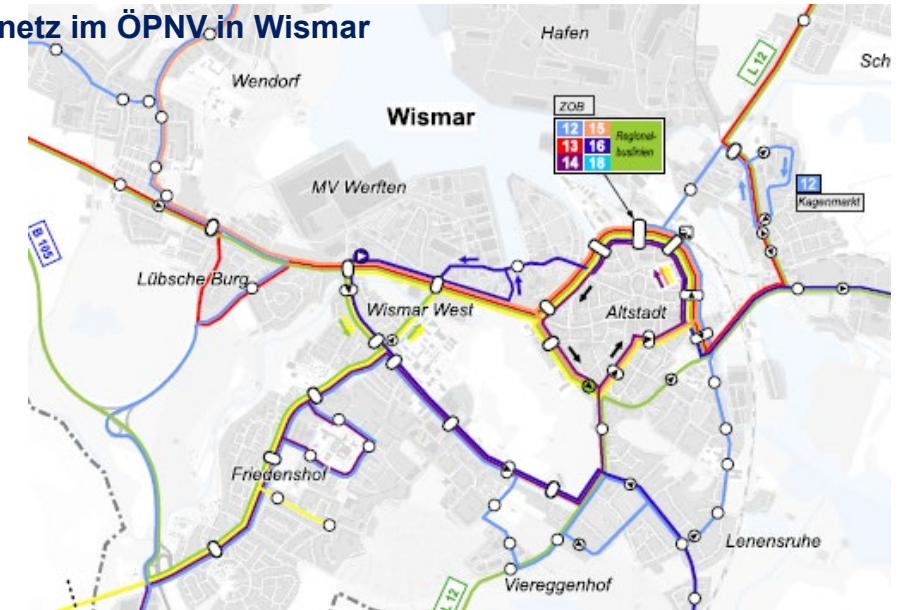 netz im ÖPNV in Wismar
Hafen
L 12
Sch
Wendorf
Wismar
ZOB
12 15
13 16
14 18
Regional-
buslinien
MV Werften
12
Kagenmarkt
B 105
Lübsche Burg
Wismar West
Altstadt
Friedenshof
Lenensruhe
Viereggenhof
L 12